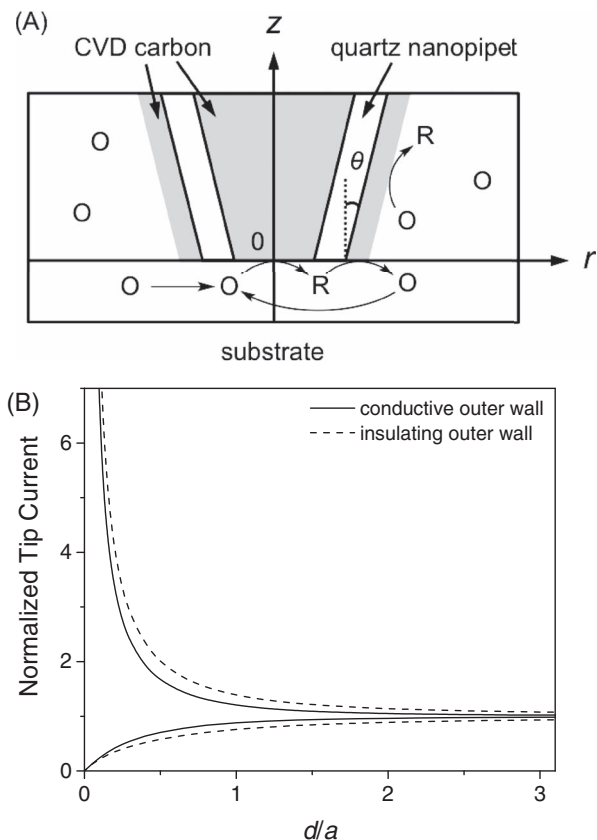 (A)
z
CVD carbon
quartz nanopipet
O
R
θ
O
O
O
0
r
O
O
R
O
substrate
(B)
conductive outer wall
insulating outer wall
Normalized Tip Current
6
4
2
0
0
1
2
3
d/a